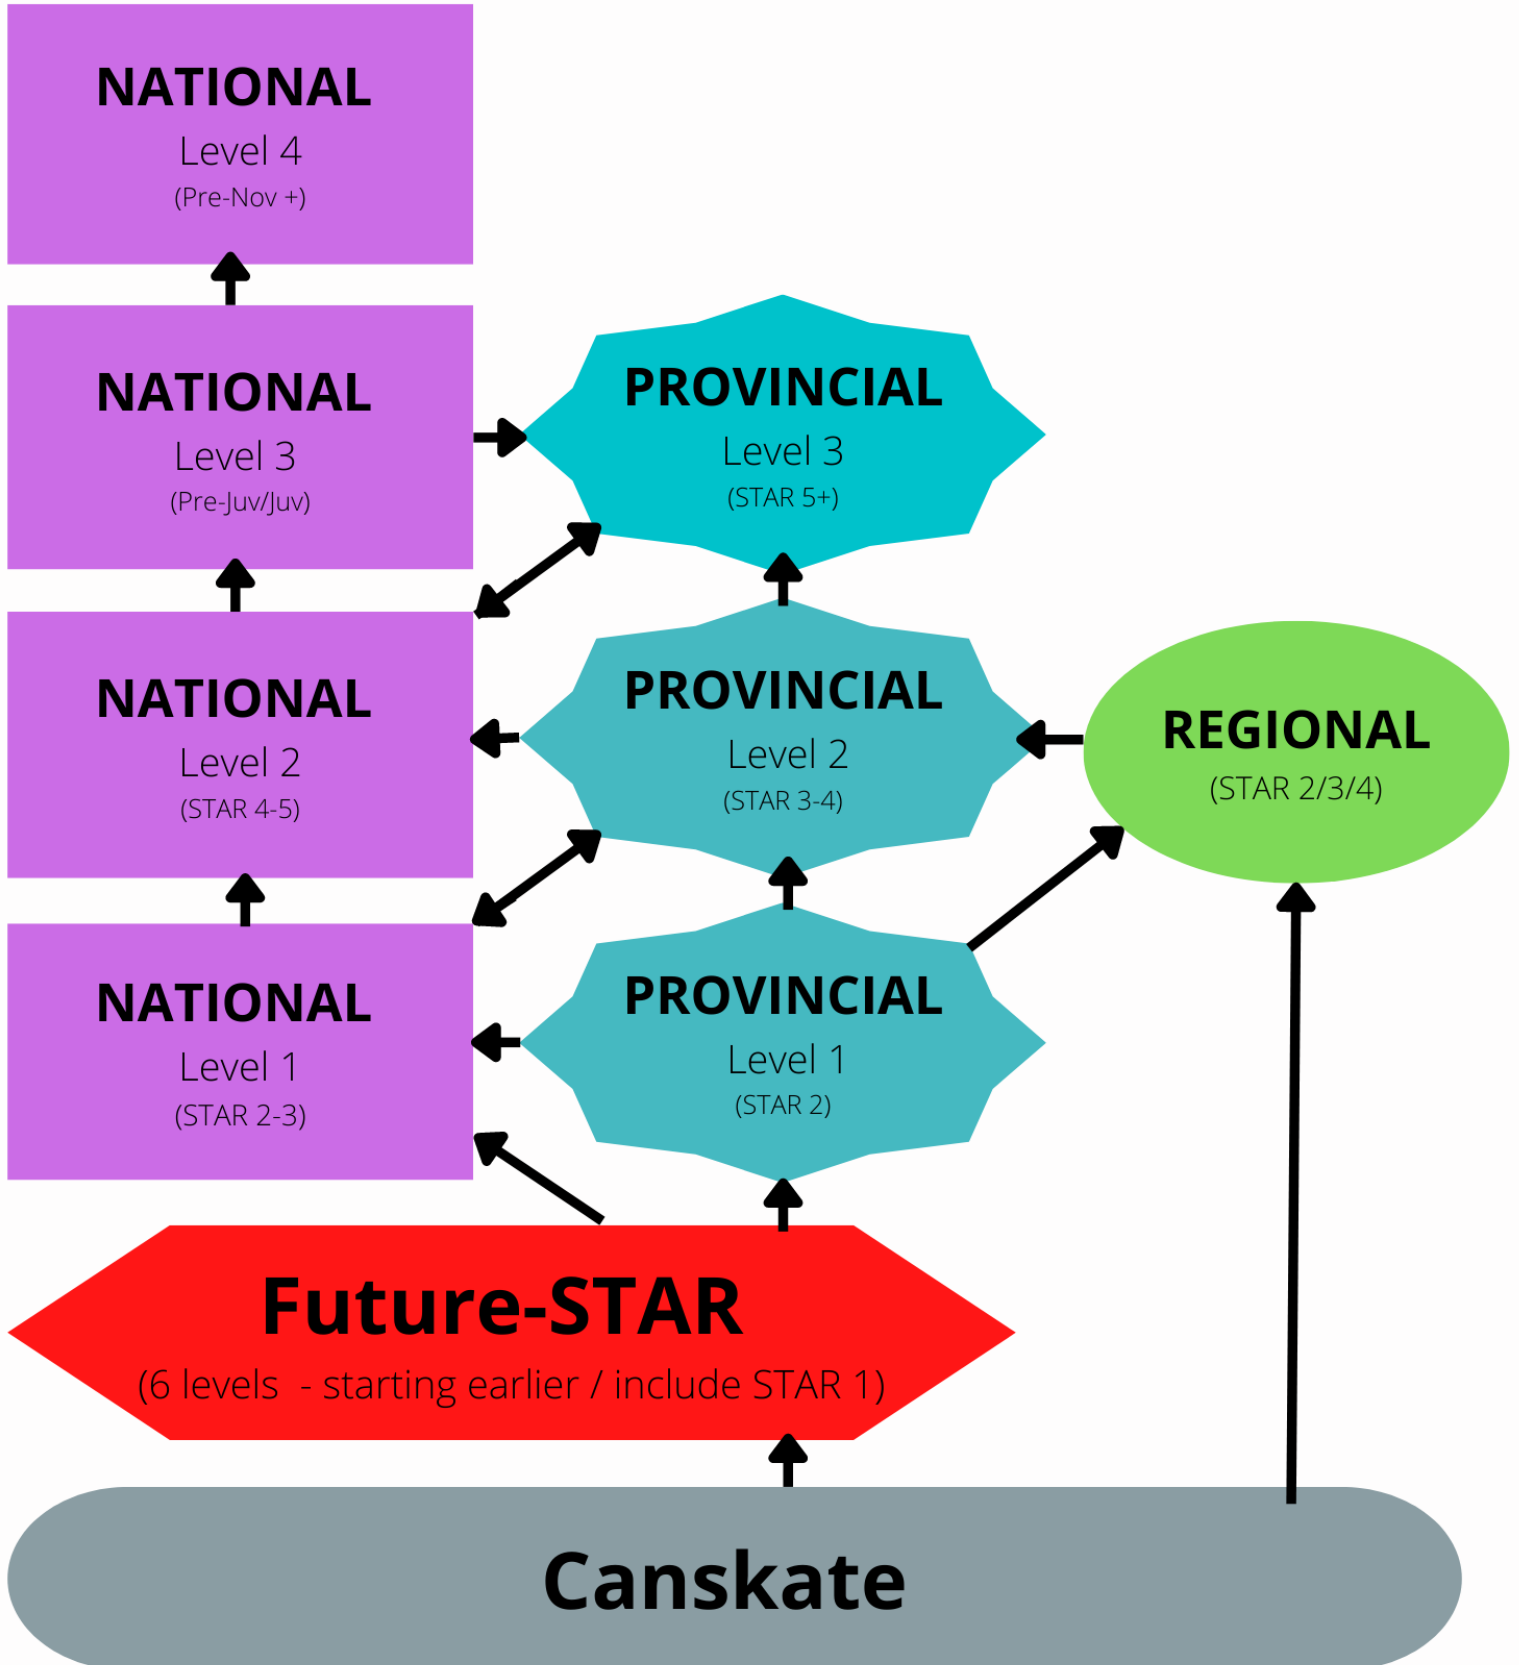 NATIONAL
Level 4
(Pre-Nov +)
NATIONAL
Level 3
(Pre-Juv/Juv)
PROVINCIAL
Level 3
(STAR 5+)
NATIONAL
Level 2
(STAR 4-5)
PROVINCIAL
Level 2
(STAR 3-4)
REGIONAL
(STAR 2/3/4)
NATIONAL
Level 1
(STAR 2-3)
PROVINCIAL
Level 1
(STAR 2)
Future-STAR
(6 levels  - starting earlier / include STAR 1)
Canskate